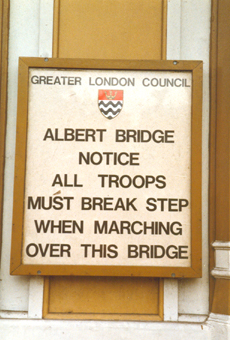 GREATER LONDON COUNCIL
ALBERT BRIDGE
NOTICE
ALL TROOPS
MUST BREAK STEP
WHEN MARCHING
OVER THIS BRIDGE